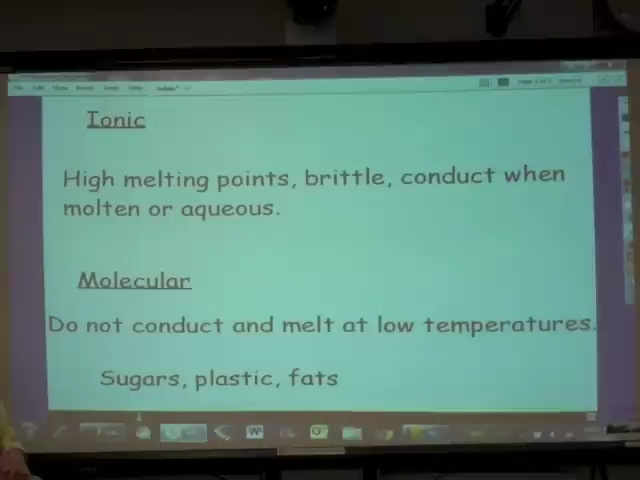 Ionic
High melting points, brittle, conduct when
molten or aqueous.
Molecular
Do not conduct and melt at low temperatures.
Sugars, plastic, fats